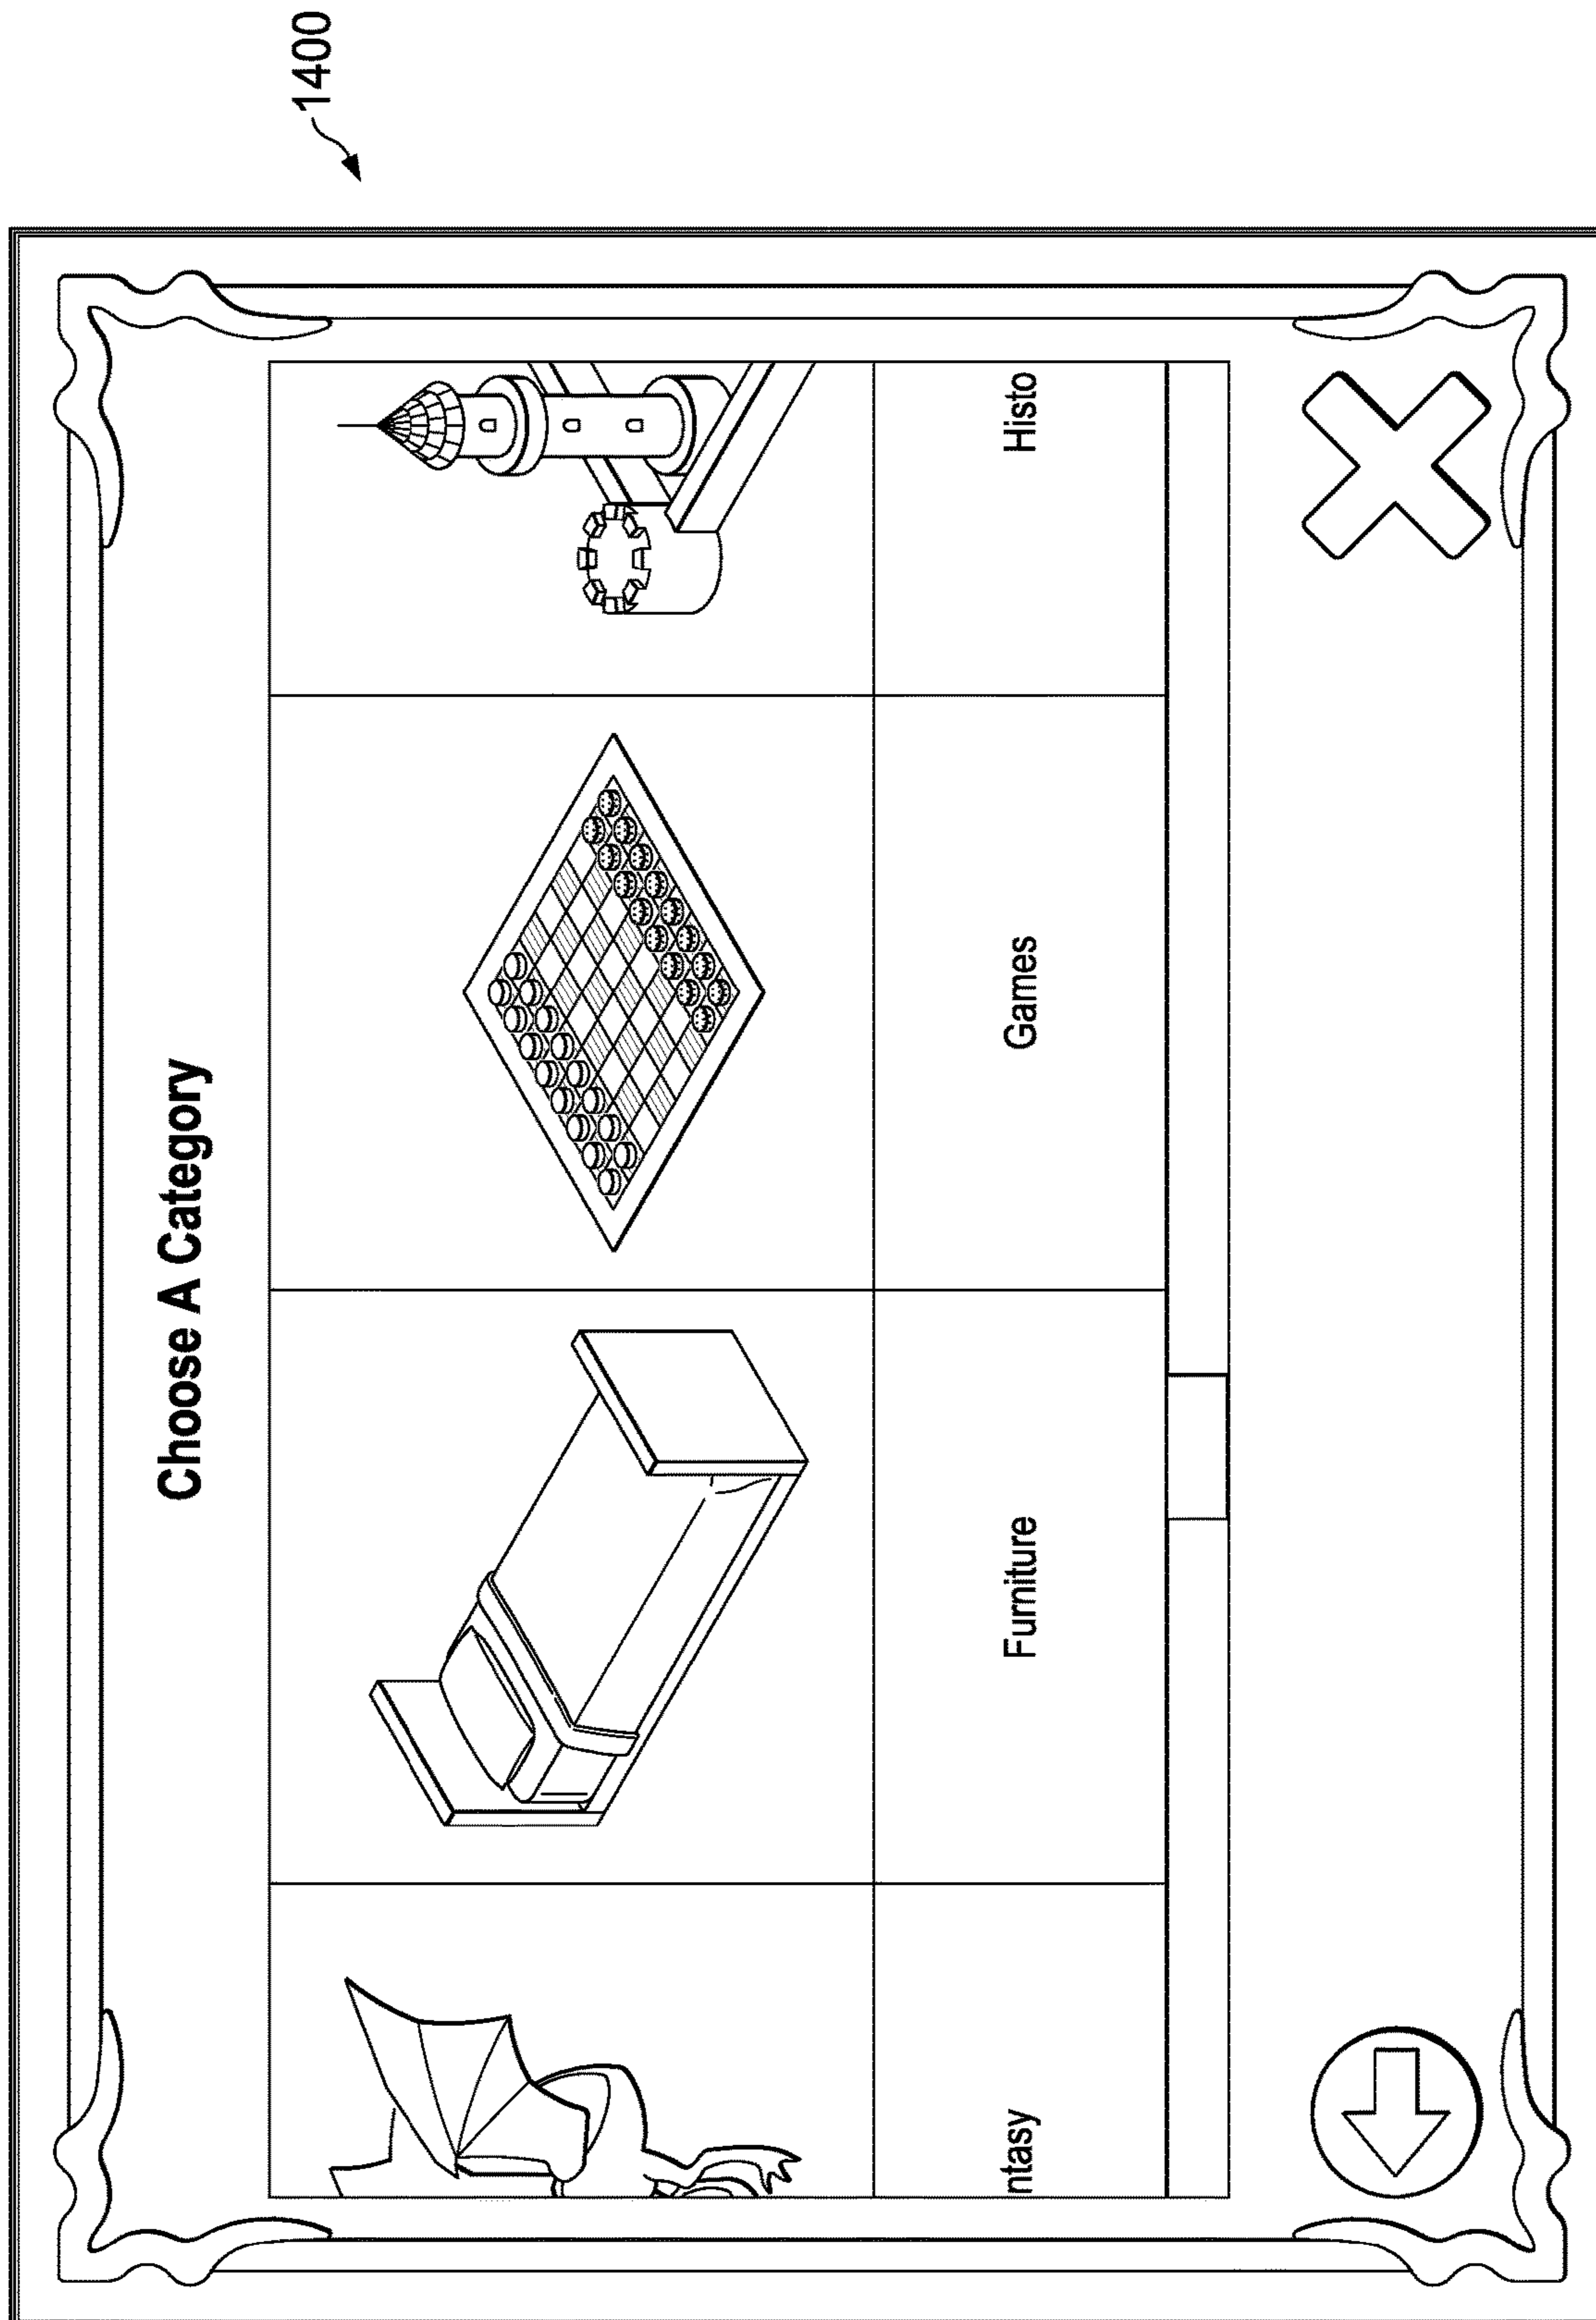 1400
Choose A Category
ntasy
Furniture
Games
Histo